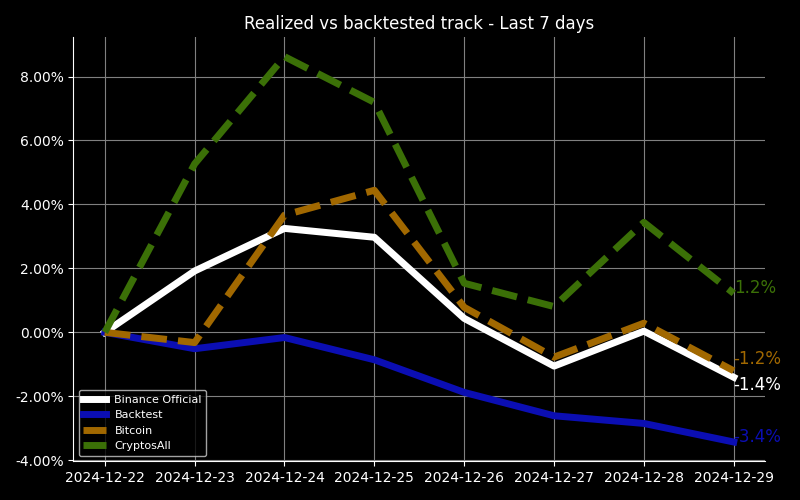 Realized vs backtested track - Last 7 days
8.00%
6.00%
4.00%
2.00%
0.00%
-2.00%
-4.00%
1.2%
-1.2%
-1.4%
-3.4%
Binance Official
Backtest
Bitcoin
CryptosAll
2024-12-22 2024-12-23 2024-12-24 2024-12-25 2024-12-26 2024-12-27 2024-12-28 2024-12-29